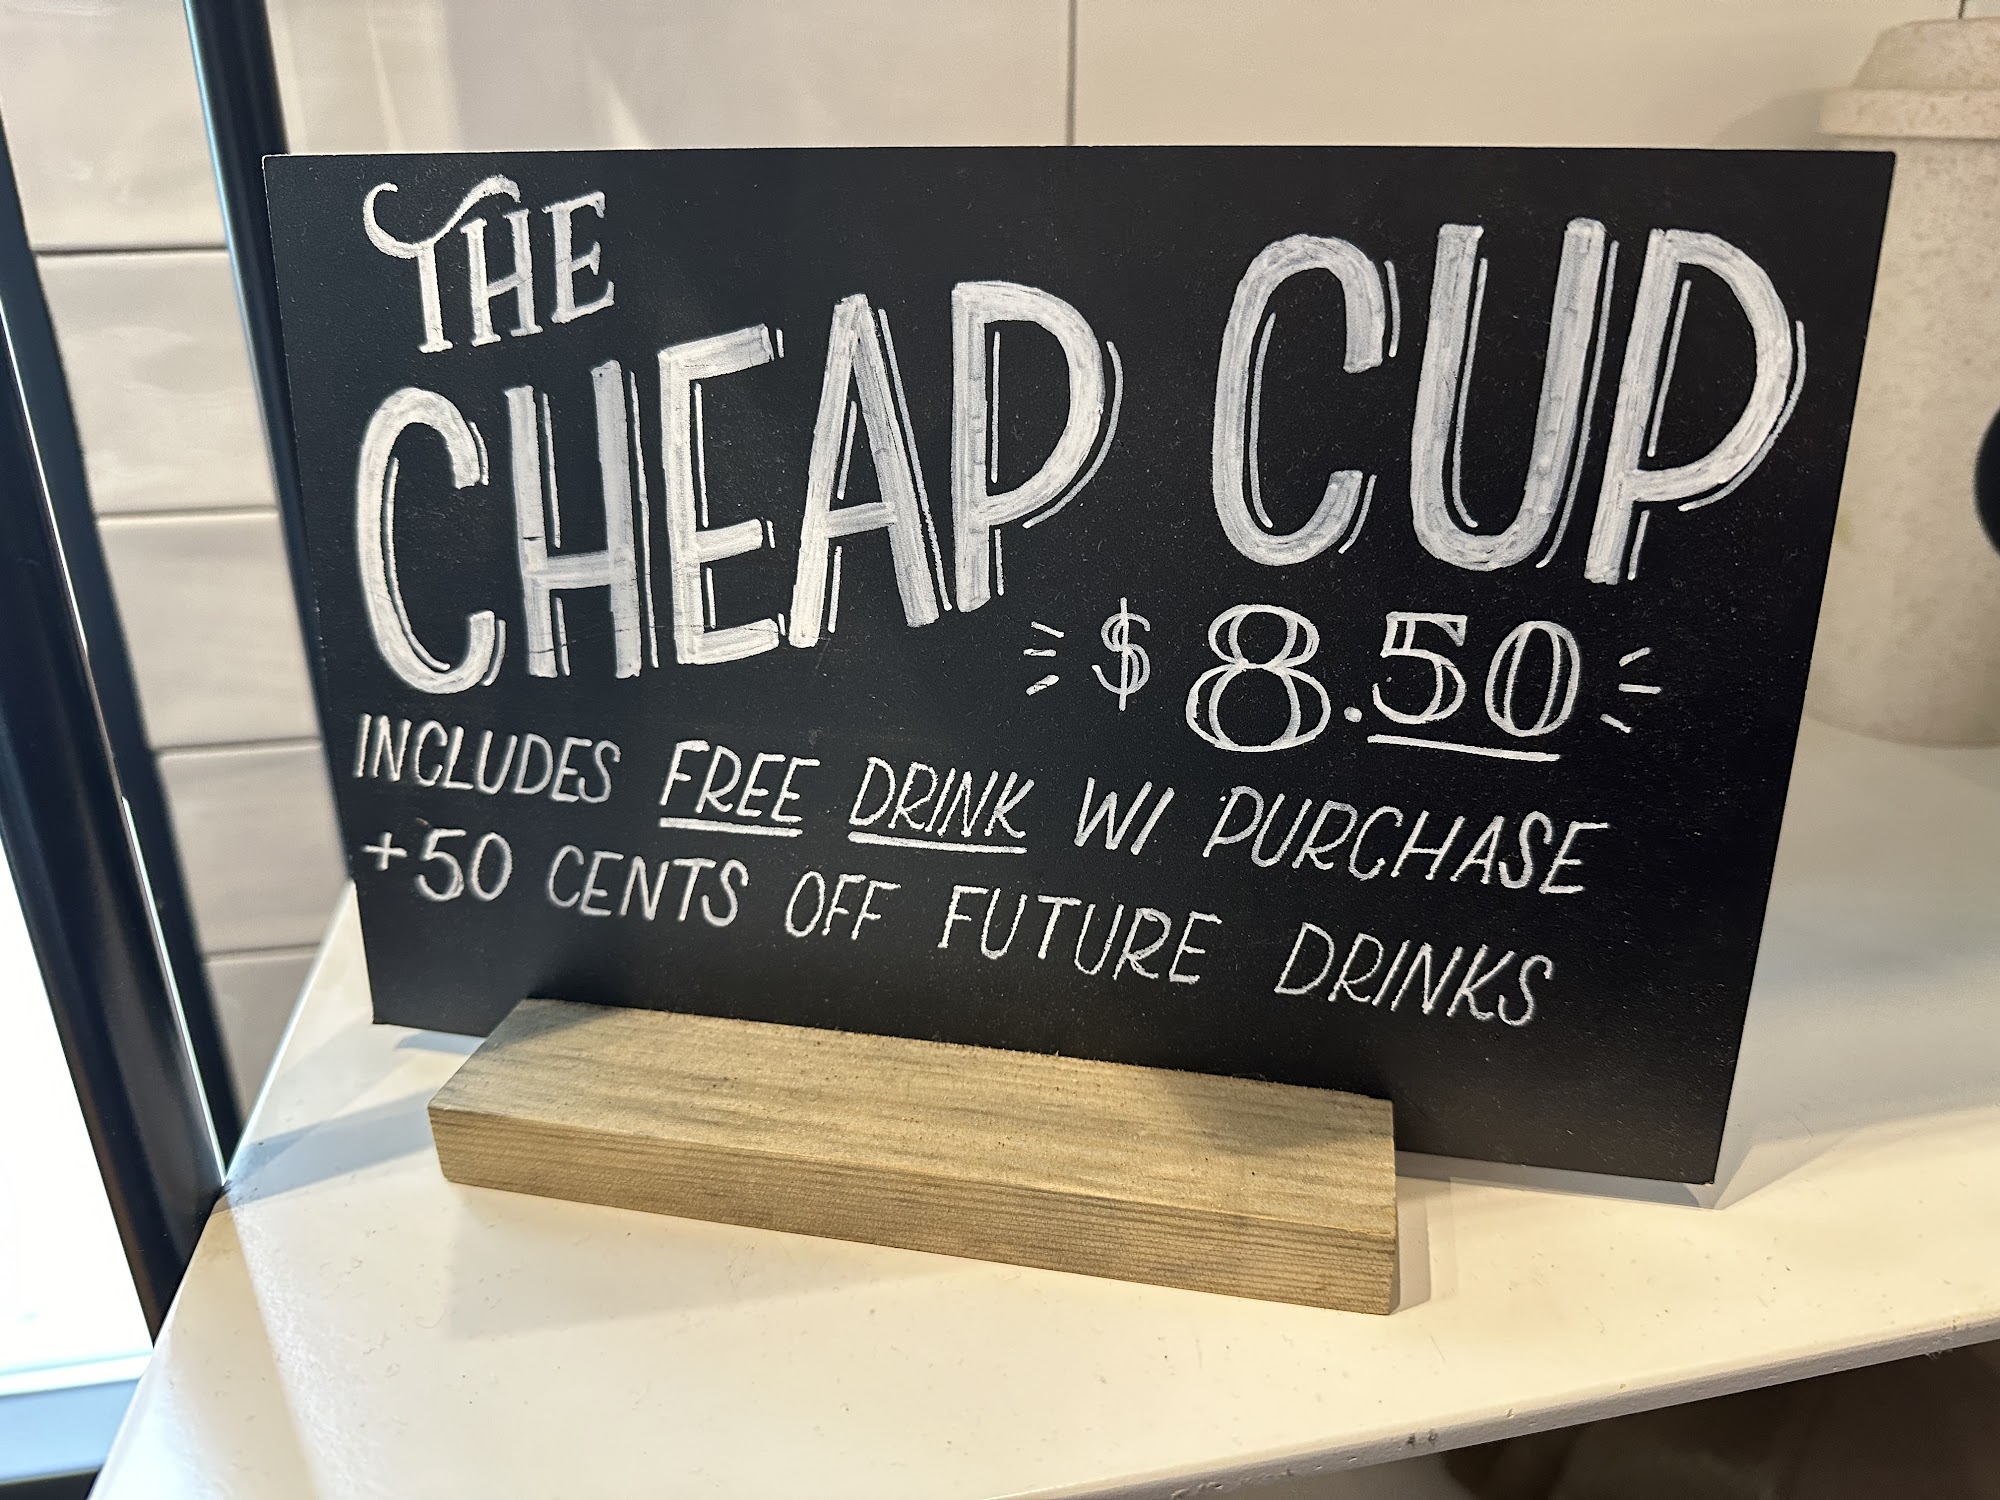 THE
CHEAP CUP
$8.50
INCLUDES FREE DRINK W/ PURCHASE
+50 CENTS OFF FUTURE DRINKS